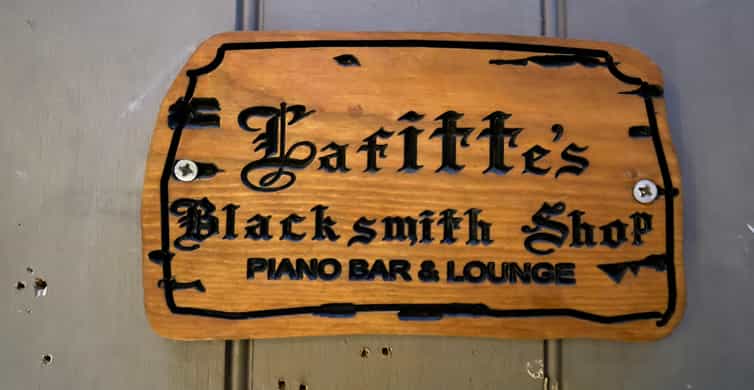 Lafitte's
Blacksmith Shop
PIANO BAR & LOUNGE